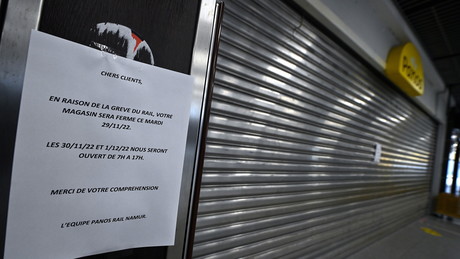 CHERS CLIENTS,
EN RAISON DE LA GREVE DU RAIL, VOTRE
MAGASIN SERA FERME CE MARDI
29/11/22.
LES 30/11/22 ET 1/12/22 NOUS SERONT
OUVERT DE 7H A 17H.
MERCI DE VOTRE COMPREHENSION
L'EQUIPE PANOS RAIL NAMUR.
Panos